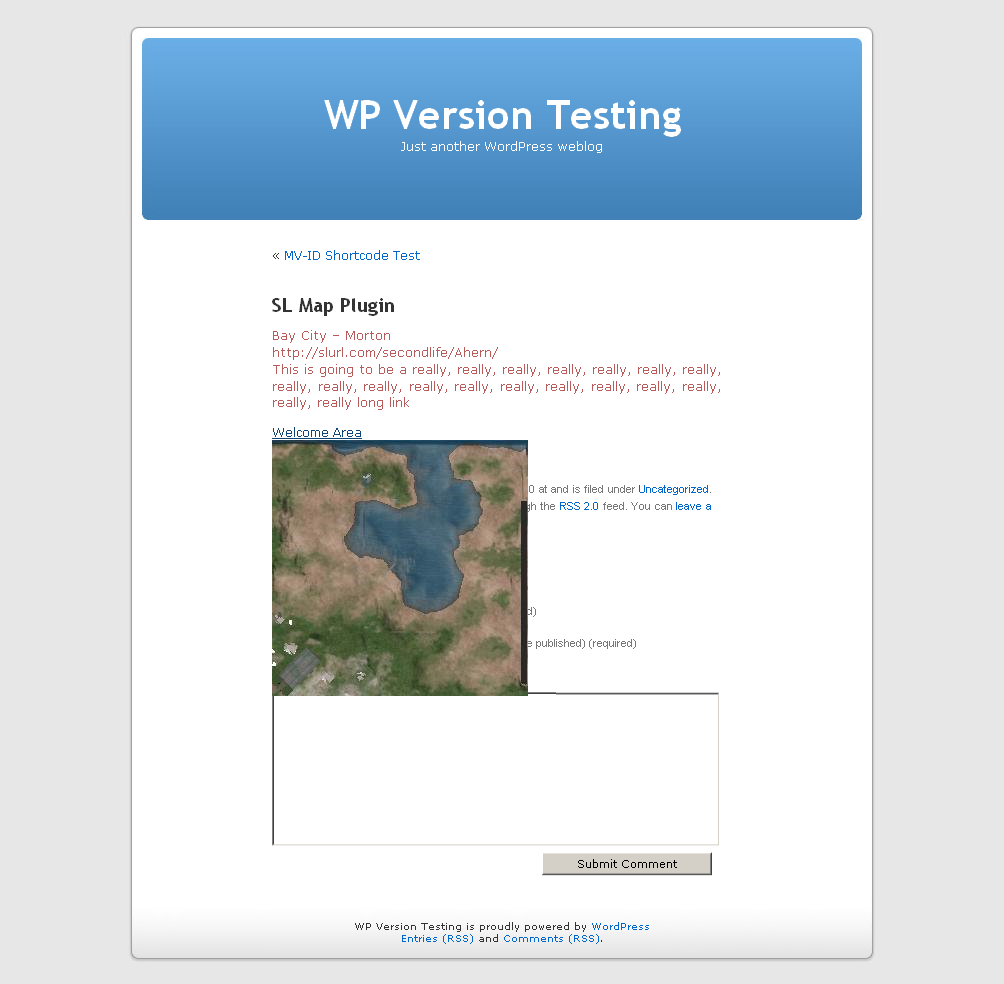 WP Version Testing
Just another WordPress weblog
« MV-ID Shortcode Test
SL Map Plugin
Bay City – Morton
http://slurl.com/secondlife/Ahern/
This is going to be a really, really, really, really, really, really, really,
really, really, really, really, really, really, really, really, really, really,
really, really long link
Welcome Area
0 at and is filed under Uncategorized.
the RSS 2.0 feed. You can leave a
published) (required)
Submit Comment
WP Version Testing is proudly powered by WordPress
Entries (RSS) and Comments (RSS).